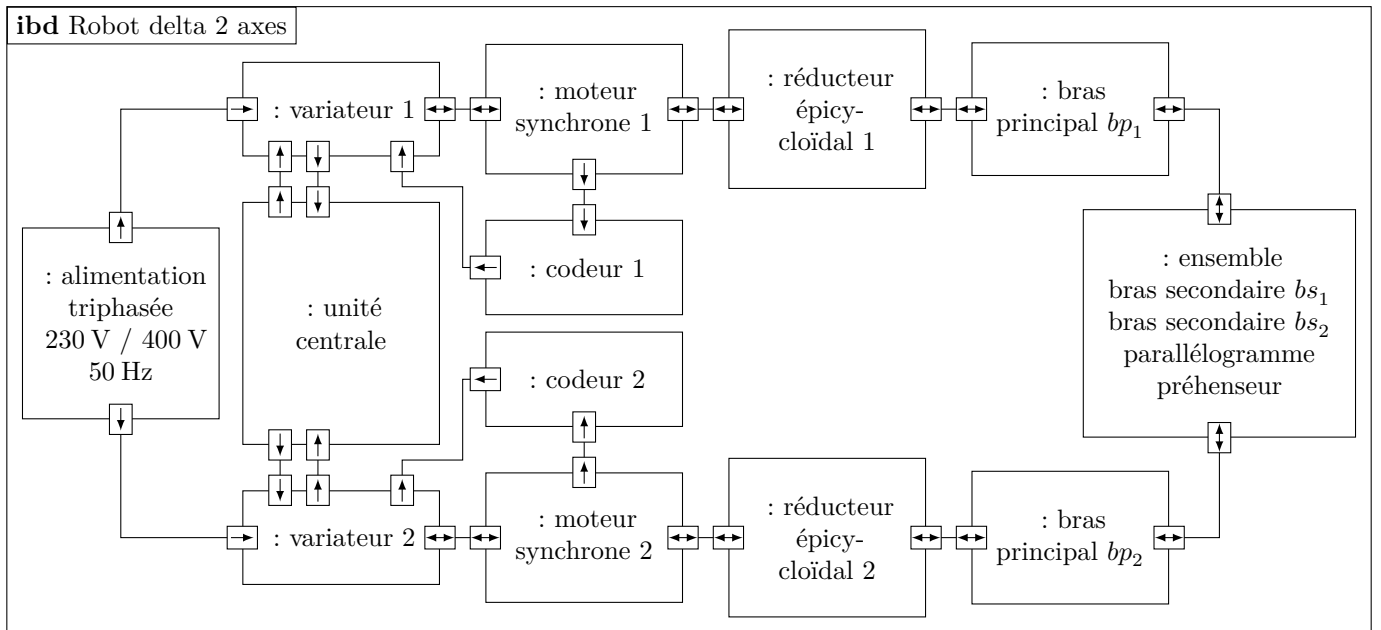 ibd Robot delta 2 axes
: variateur 1
: moteur
synchrone 1
: réducteur
épicy-
cloïdal 1
: bras
principal bp₁
: alimentation
triphasée
230 V / 400 V
50 Hz
: unité
centrale
: codeur 1
: codeur 2
: ensemble
bras secondaire bs₁
bras secondaire bs₂
parallélogramme
préhenseur
: variateur 2
: moteur
synchrone 2
: réducteur
épicy-
cloïdal 2
: bras
principal bp₂